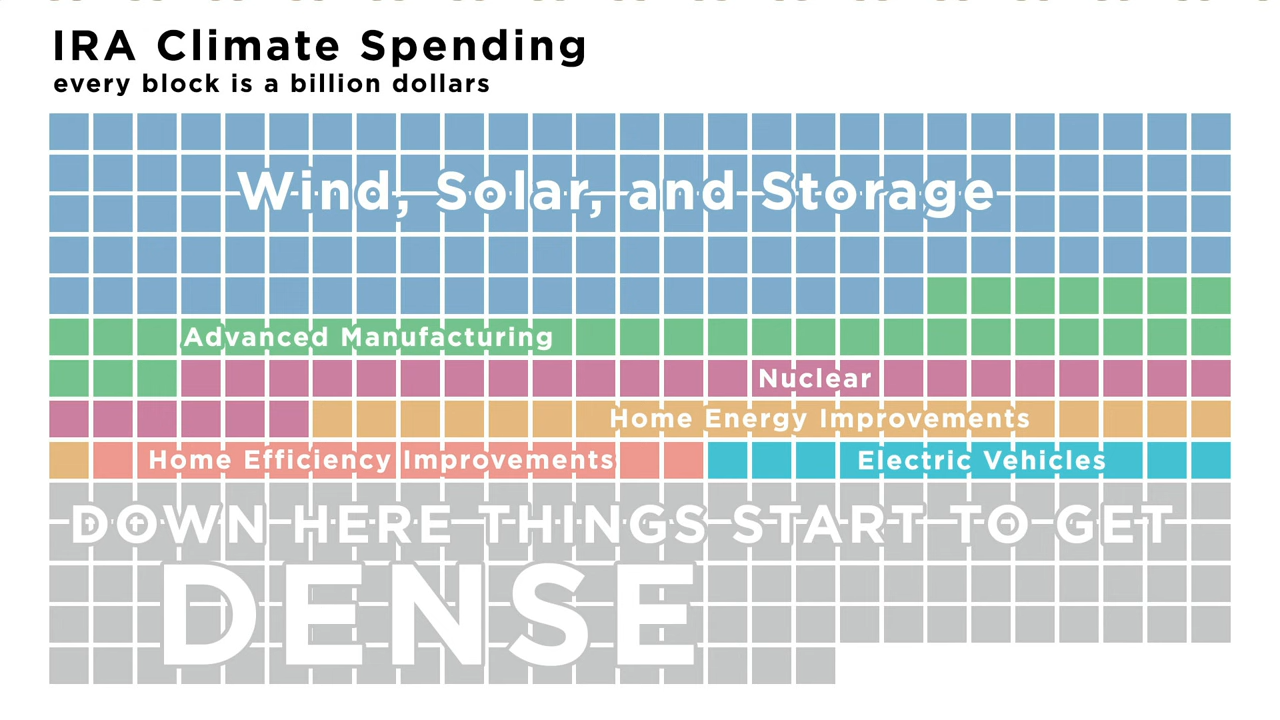 IRA Climate Spending
every block is a billion dollars
Wind, Solar, and Storage
Advanced Manufacturing
Nuclear
Home Energy Improvements
Home Efficiency Improvements
Electric Vehicles
DOWN HERE THINGS START TO GET
DENSE